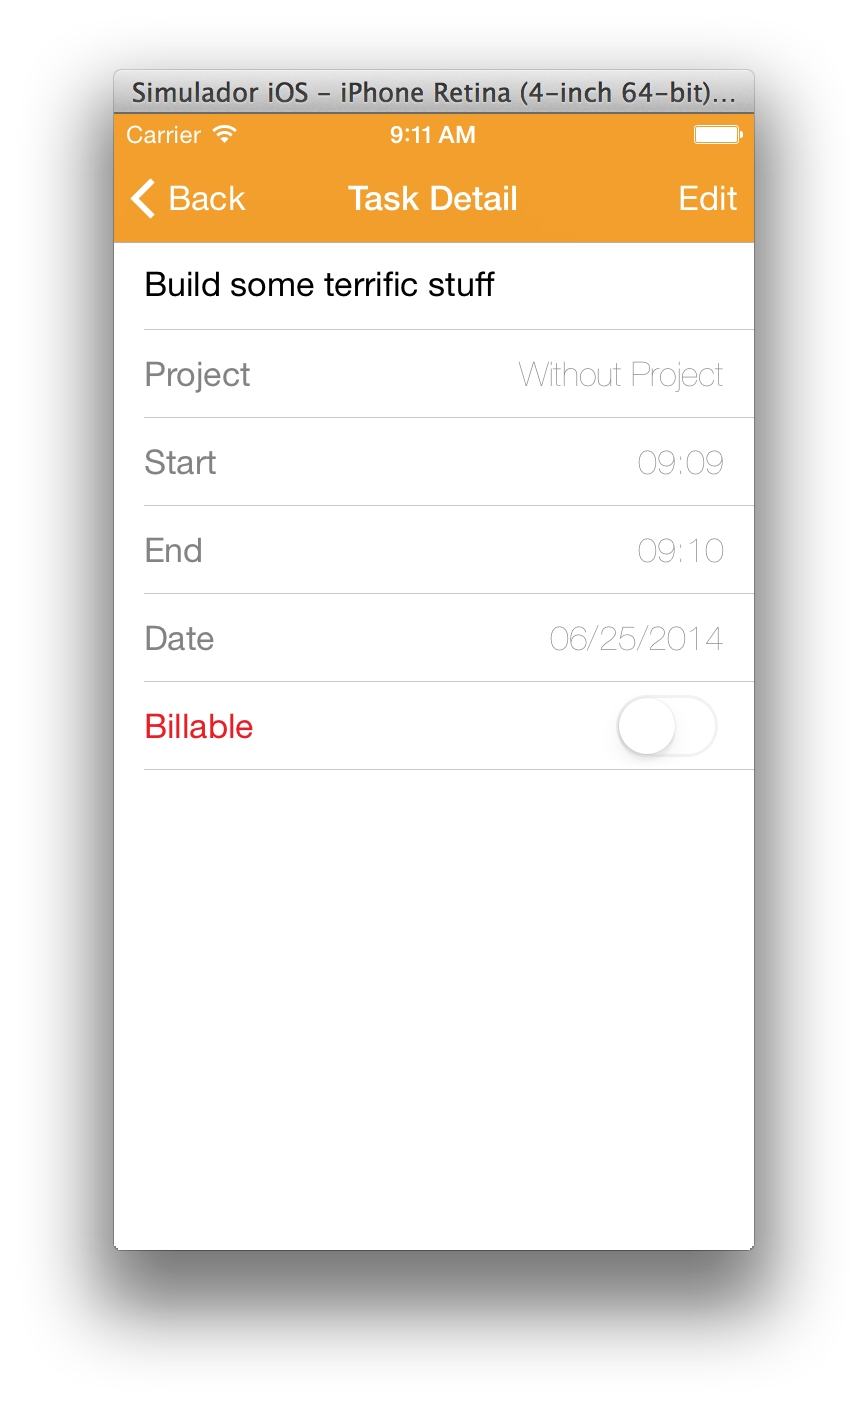 Simulador iOS - iPhone Retina (4-inch 64-bit)...
Carrier 9:11 AM
Back Task Detail Edit
Build some terrific stuff
Project Without Project
Start 09:09
End 09:10
Date 06/25/2014
Billable